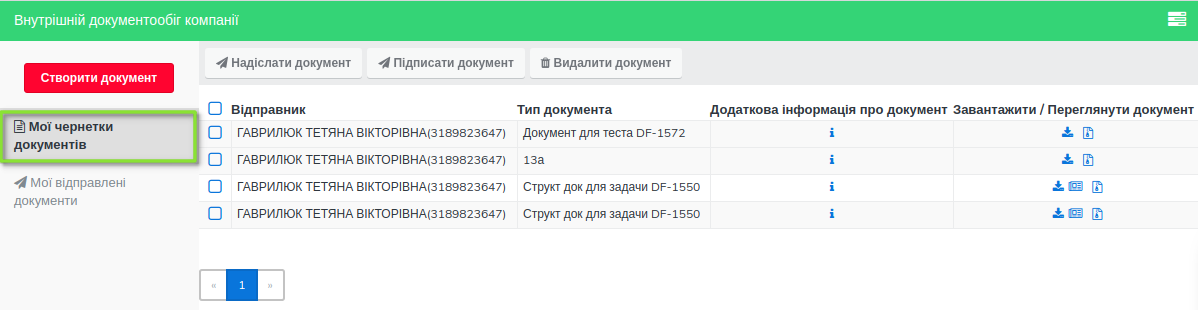 Внутрішній документообіг компанії
Створити документ
Надіслати документ Підписати документ Видалити документ
Мої чернетки
документів
Мої відправлені
документи
Відправник Тип документа Додаткова інформація про документ Завантажити / Переглянути документ
ГАВРИЛЮК ТЕТЯНА ВІКТОРІВНА(3189823647) Документ для теста DF-1572
ГАВРИЛЮК ТЕТЯНА ВІКТОРІВНА(3189823647) 13а
ГАВРИЛЮК ТЕТЯНА ВІКТОРІВНА(3189823647) Структ док для задачи DF-1550
ГАВРИЛЮК ТЕТЯНА ВІКТОРІВНА(3189823647) Структ док для задачи DF-1550
« 1 »